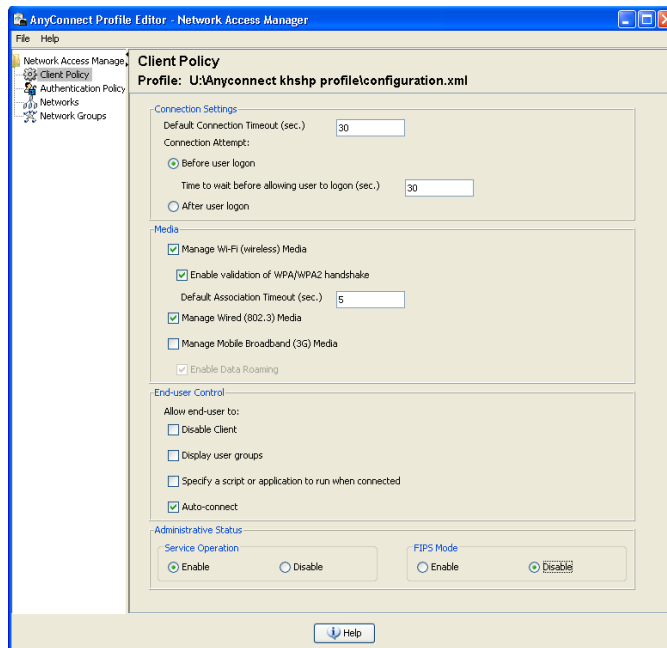 AnyConnect Profile Editor - Network Access Manager
File Help
Network Access Manage
Client Policy
Authentication Policy
Networks
Network Groups
Client Policy
Profile: U:\Anyconnect khshp profile\configuration.xml
Connection Settings
Default Connection Timeout (sec.) 30
Connection Attempt:
Before user logon
Time to wait before allowing user to logon (sec.) 30
After user logon
Media
Manage Wi-Fi (wireless) Media
Enable validation of WPA/WPA2 handshake
Default Association Timeout (sec.) 5
Manage Wired (802.3) Media
Manage Mobile Broadband (3G) Media
Enable Data Roaming
End-user Control
Allow end-user to:
Disable Client
Display user groups
Specify a script or application to run when connected
Auto-connect
Administrative Status
Service Operation FIPS Mode
Enable Disable Enable Disable
Help